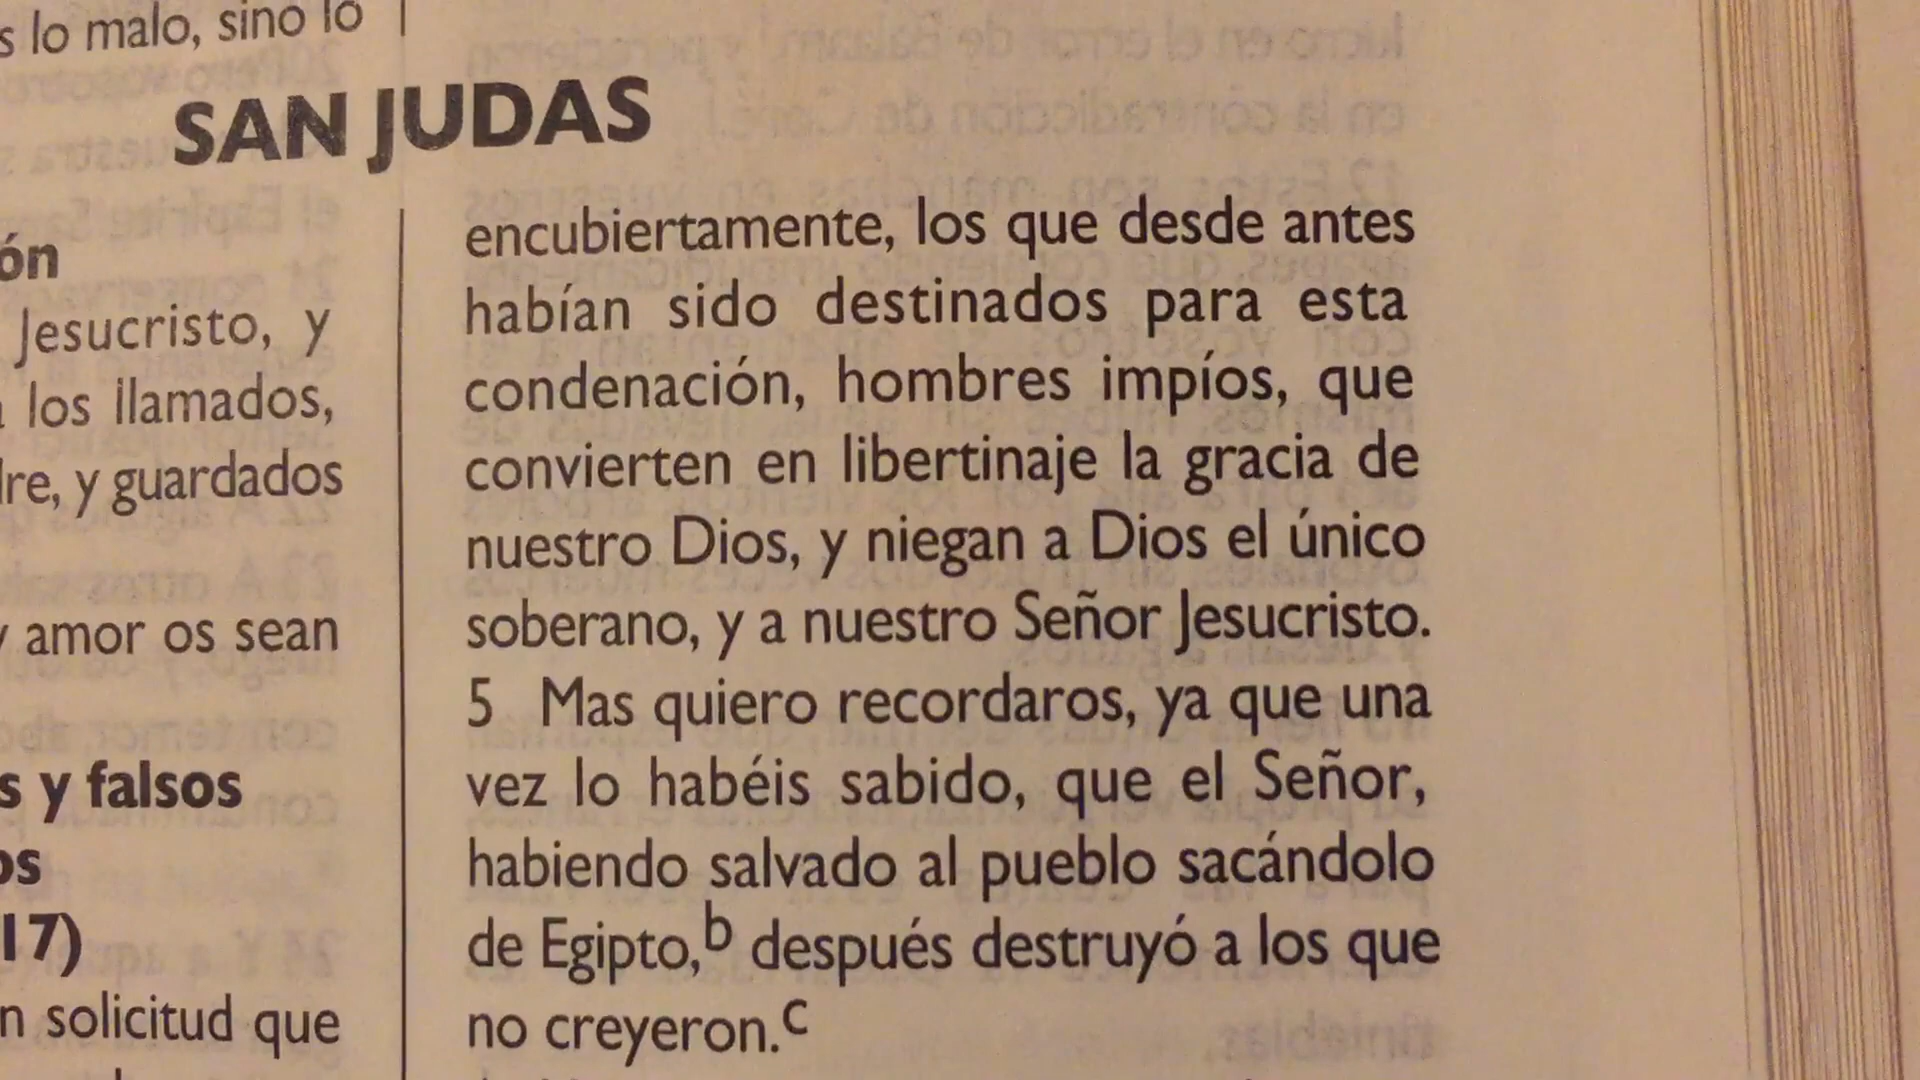 s lo malo, sino lo
SAN JUDAS
ón
Jesucristo, y
los llamados,
dre, y guardados
y amor os sean
s y falsos
os
17)
n solicitud que
encubiertamente, los que desde antes
habían sido destinados para esta
condenación, hombres impíos, que
convierten en libertinaje la gracia de
nuestro Dios, y niegan a Dios el único
soberano, y a nuestro Señor Jesucristo.
5 Mas quiero recordaros, ya que una
vez lo habéis sabido, que el Señor,
habiendo salvado al pueblo sacándolo
de Egipto,b después destruyó a los que
no creyeron.c